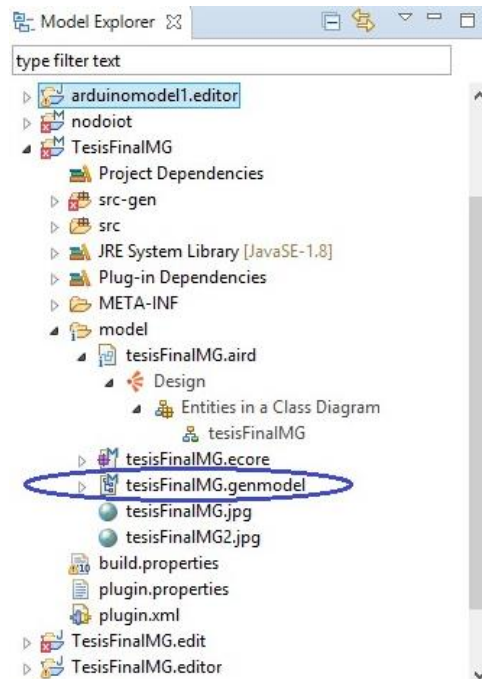 Model Explorer
type filter text
arduinomodel1.editor
nodoiot
TesisFinalMG
Project Dependencies
src-gen
src
JRE System Library [JavaSE-1.8]
Plug-in Dependencies
META-INF
model
tesisFinalMG.aird
Design
Entities in a Class Diagram
tesisFinalMG
tesisFinalMG.ecore
tesisFinalMG.genmodel
tesisFinalMG.jpg
tesisFinalMG2.jpg
build.properties
plugin.properties
plugin.xml
TesisFinalMG.edit
TesisFinalMG.editor